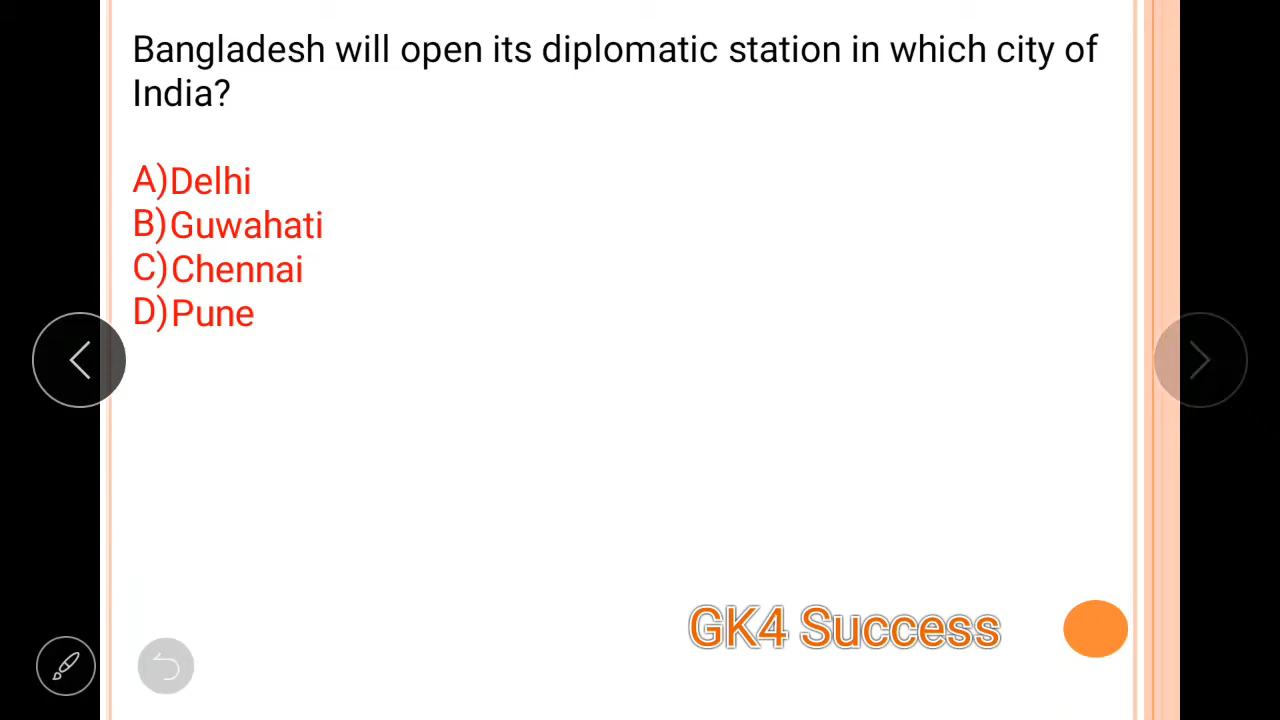 Bangladesh will open its diplomatic station in which city of
India?
A)Delhi
B)Guwahati
C)Chennai
D)Pune
GK4 Success